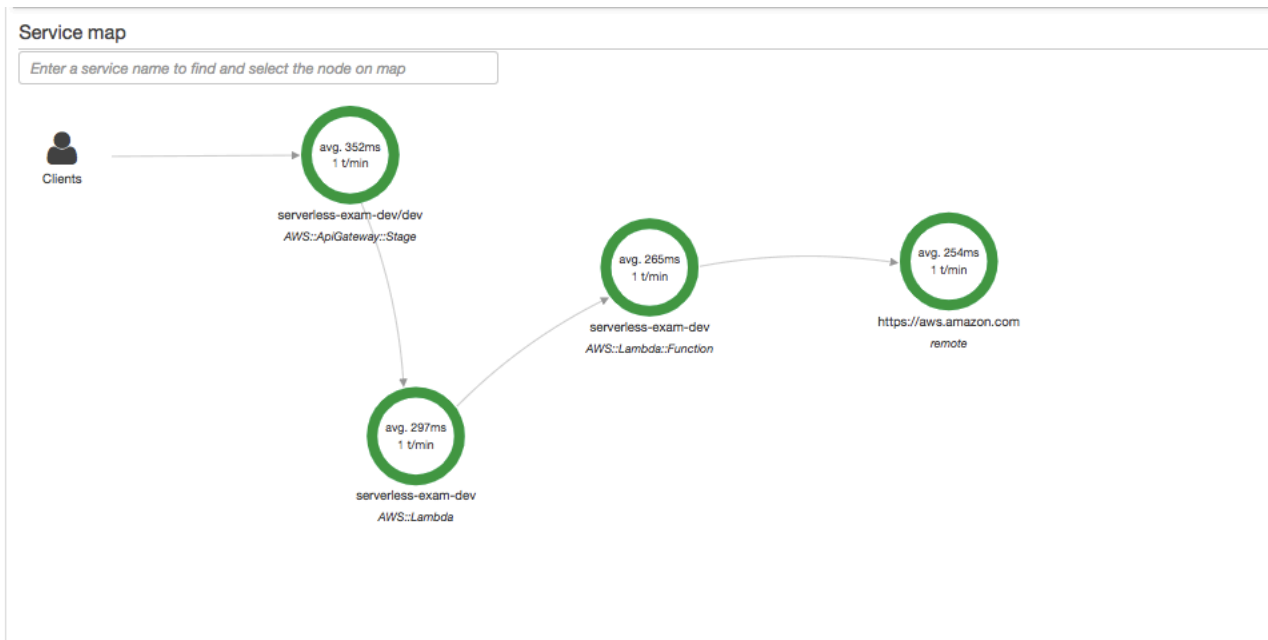 Service map
Enter a service name to find and select the node on map
Clients
avg. 352ms
1 t/min
serverless-exam-dev/dev
AWS::ApiGateway::Stage
avg. 265ms
1 t/min
serverless-exam-dev
AWS::Lambda::Function
avg. 254ms
1 t/min
https://aws.amazon.com
remote
avg. 297ms
1 t/min
serverless-exam-dev
AWS::Lambda